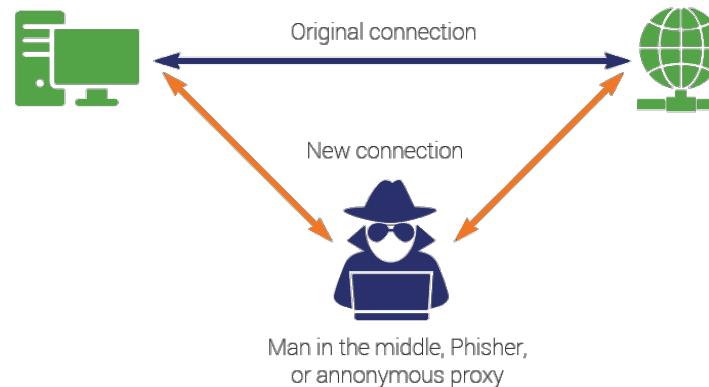 Original connection
New connection
Man in the middle, Phisher,
or annonymous proxy